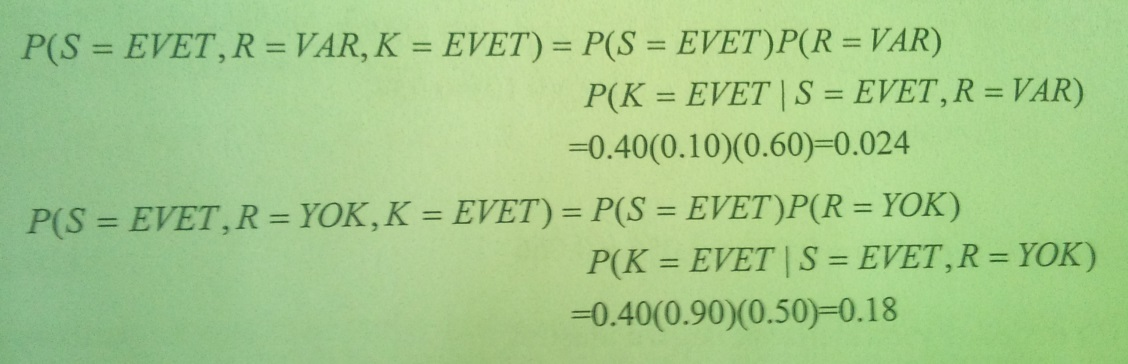 P(S = EVET, R = VAR, K = EVET) = P(S = EVET)P(R = VAR)
P(K = EVET | S = EVET, R = VAR)
=0.40(0.10)(0.60)=0.024
P(S = EVET, R = YOK, K = EVET) = P(S = EVET)P(R = YOK)
P(K = EVET | S = EVET, R = YOK)
=0.40(0.90)(0.50)=0.18